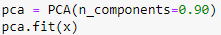 pca = PCA(n_components=0.90)
pca.fit(x)